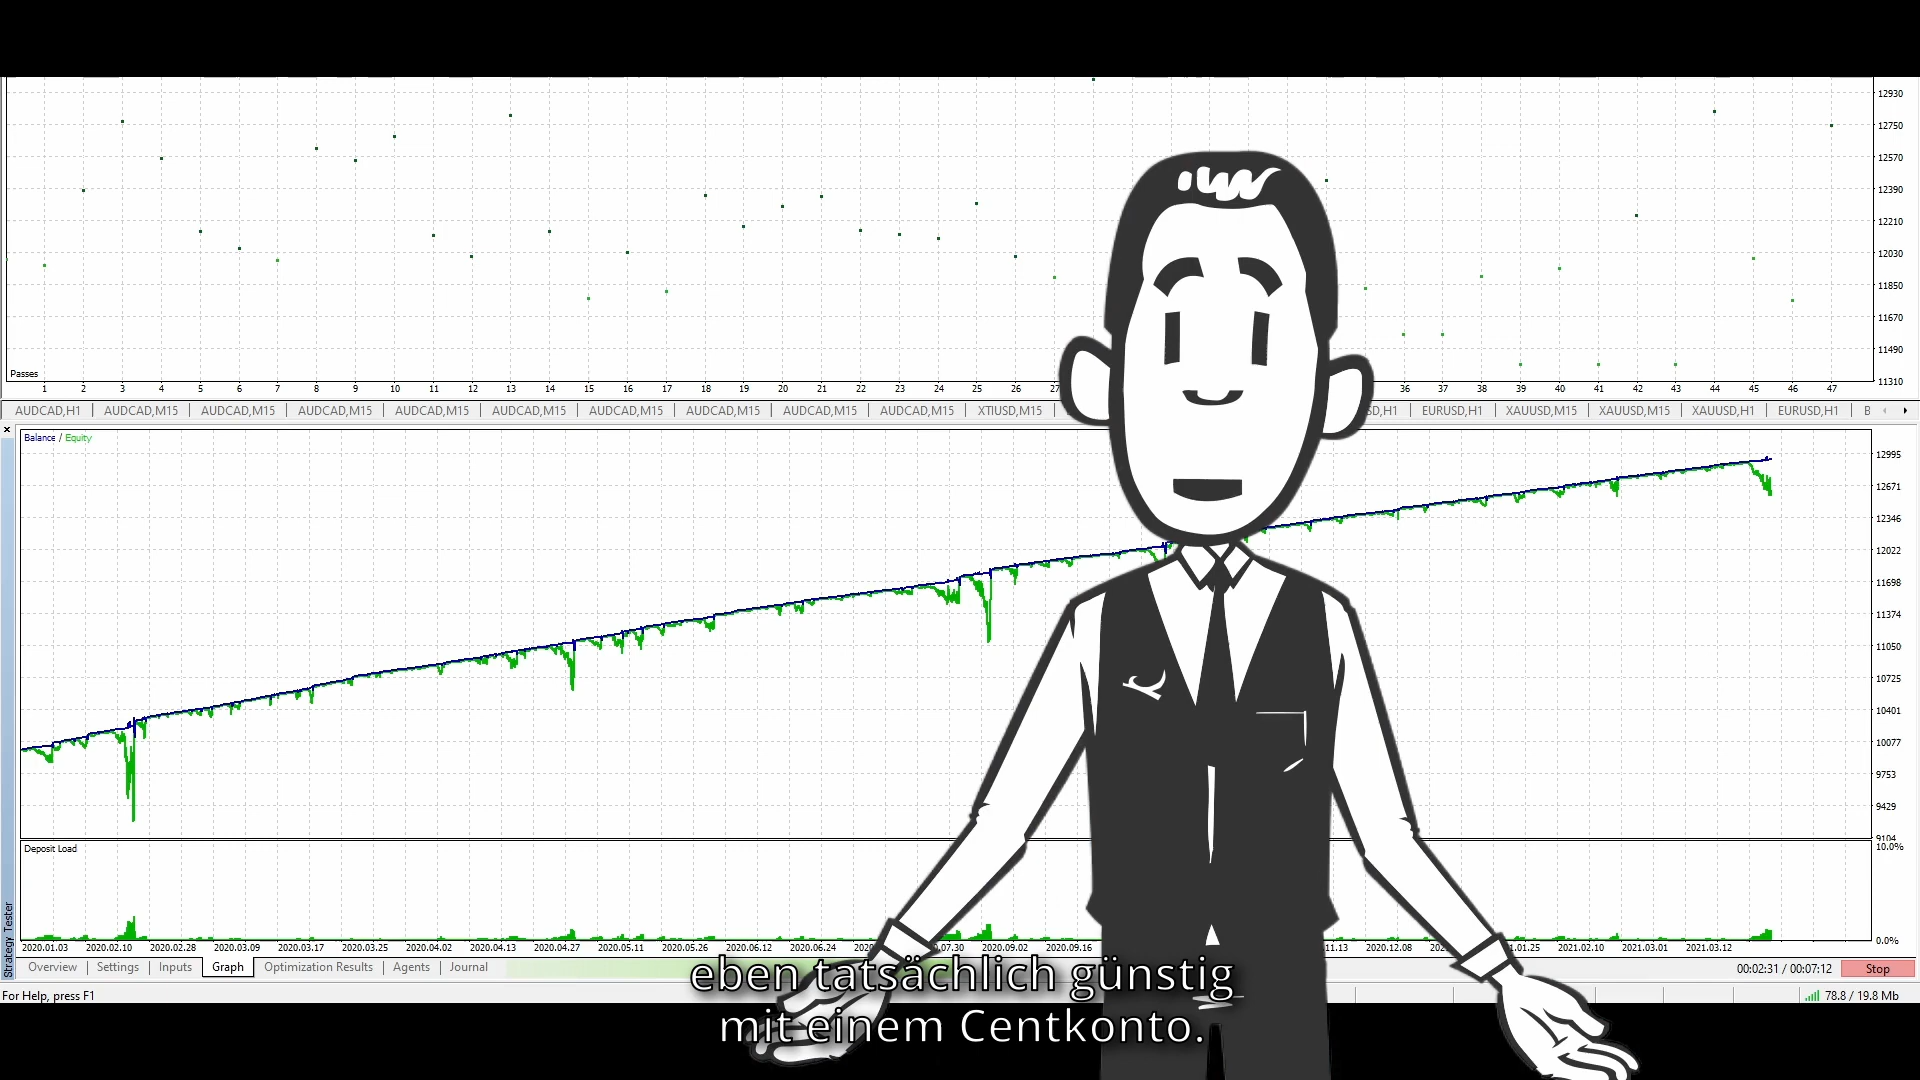 12930
12750
12570
12390
12210
12030
11850
11670
11490
11310
Passes
1 2 3 4 5 6 7 8 9 10 11 12 13 14 15 16 17 18 19 20 21 22 23 24 25 26 36 37 38 39 40 41 42 43 44 45 46 47
AUDCAD,H1 AUDCAD,M15 AUDCAD,M15 AUDCAD,M15 AUDCAD,M15 AUDCAD,M15 AUDCAD,M15 AUDCAD,M15 AUDCAD,M15 AUDCAD,M15 XTIUSD,M15 EURUSD,H1 XAUUSD,M15 XAUUSD,M15 XAUUSD,H1 EURUSD,H1 B
Balance / Equity
12995
12671
12346
12022
11698
11374
11050
10725
10401
10077
9753
9429
9104
Deposit Load
10.0%
0.0%
2020.01.03 2020.02.10 2020.02.28 2020.03.09 2020.03.17 2020.03.25 2020.04.02 2020.04.13 2020.04.27 2020.05.11 2020.05.26 2020.06.12 2020.06.24 2020.09.02 2020.09.16 2020.12.08 2021.02.10 2021.03.01 2021.03.12
Strategy Tester
Overview Settings Inputs Graph Optimization Results Agents Journal
00:02:31 / 00:07:12 Stop
For Help, press F1
78.8 / 19.8 Mb
eben tatsächlich günstig
mit einem Centkonto.